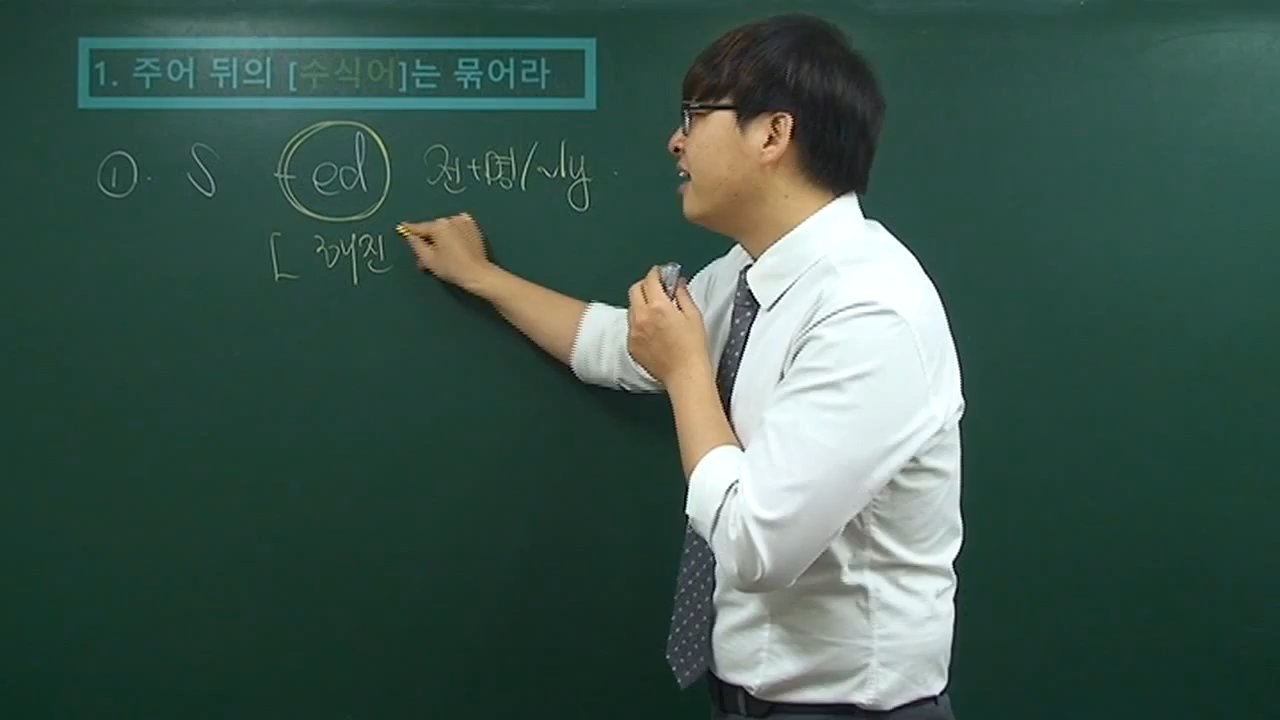 1. 주어 뒤의 [수식어]는 묶어라
①. S -ed 전+명/~ly.
[ 해진